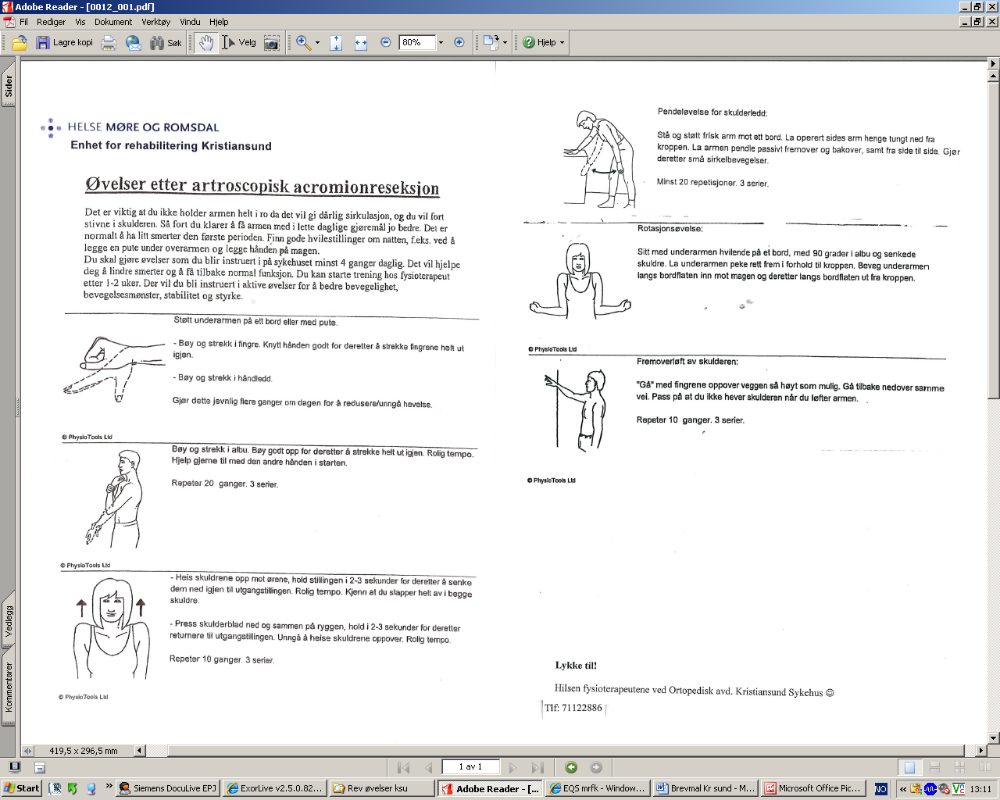 Adobe Reader - [0012_001.pdf]
Fil Rediger Vis Dokument Verktøy Vindu Hjelp
Lagre kopi Søk Velg 80% Hjelp
Sider
Vedlegg
Kommentarer
HELSE MØRE OG ROMSDAL
Enhet for rehabilitering Kristiansund
Øvelser etter artroscopisk acromionreseksjon
Det er viktig at du ikke holder armen helt i ro da det vil gi dårlig sirkulasjon, og du vil fort
stivne i skulderen. Så fort du klarer å få armen med i lette daglige gjøremål jo bedre. Det er
normalt å ha litt smerter den første perioden. Finn gode hvilestillinger om natten, f.eks. ved å
legge en pute under overarmen og legge hånden på magen.
Du skal gjøre øvelser som du blir instruert i på sykehuset minst 4 ganger daglig. Det vil hjelpe
deg å lindre smerter og å få tilbake normal funksjon. Du kan starte trening hos fysioterapeut
etter 1-2 uker. Der vil du bli instruert i aktive øvelser for å bedre bevegelighet,
bevegelsesmønster, stabilitet og styrke.
Støtt underarmen på ett bord eller med pute.
- Bøy og strekk i fingre. Knytt hånden godt for deretter å strekke fingrene helt ut
igjen.
- Bøy og strekk i håndledd.
Gjør dette jevnlig flere ganger om dagen for å redusere/unngå hevelse.
© PhysioTools Ltd
Bøy og strekk i albu. Bøy godt opp for deretter å strekke helt ut igjen. Rolig tempo.
Hjelp gjerne til med den andre hånden i starten.
Repeter 20 ganger. 3 serier.
© PhysioTools Ltd
- Heis skuldrene opp mot ørene, hold stillingen i 2-3 sekunder for deretter å senke
dem ned igjen til utgangstillingen. Rolig tempo. Kjenn at du slapper helt av i begge
skuldre.
- Press skulderblad ned og sammen på ryggen, hold i 2-3 sekunder for deretter
returnere til utgangstillingen. Unngå å heise skuldrene oppover. Rolig tempo.
Repeter 10 ganger. 3 serier.
© PhysioTools Ltd
Pendeløvelse for skulderledd:
Stå og støtt frisk arm mot ett bord. La operert sides arm henge tungt ned fra
kroppen. La armen pendle passivt fremover og bakover, samt fra side til side. Gjør
deretter små sirkelbevegelser.
Minst 20 repetisjoner. 3 serier.
Rotasjonsøvelse:
Sitt med underarmen hvilende på et bord, med 90 grader i albu og senkede
skuldre. La underarmen peke rett frem i forhold til kroppen. Beveg underarmen
langs bordflaten inn mot magen og deretter langs bordflaten ut fra kroppen.
© PhysioTools Ltd
Fremoverløft av skulderen:
"Gå" med fingrene oppover veggen så høyt som mulig. Gå tilbake nedover samme
vei. Pass på at du ikke hever skulderen når du løfter armen.
Repeter 10 ganger. 3 serier.
© PhysioTools Ltd
Lykke til!
Hilsen fysioterapeutene ved Ortopedisk avd. Kristiansund Sykehus ☺
Tlf: 71122886
419,5 x 296,5 mm
1 av 1
Start » Siemens DocuLive EPJ ExorLive v2.5.0.82... Rev øvelser ksu Adobe Reader - [... EQS mrfk - Window... Brevmal Kr sund - M... Microsoft Office Pic... NO « 13:11